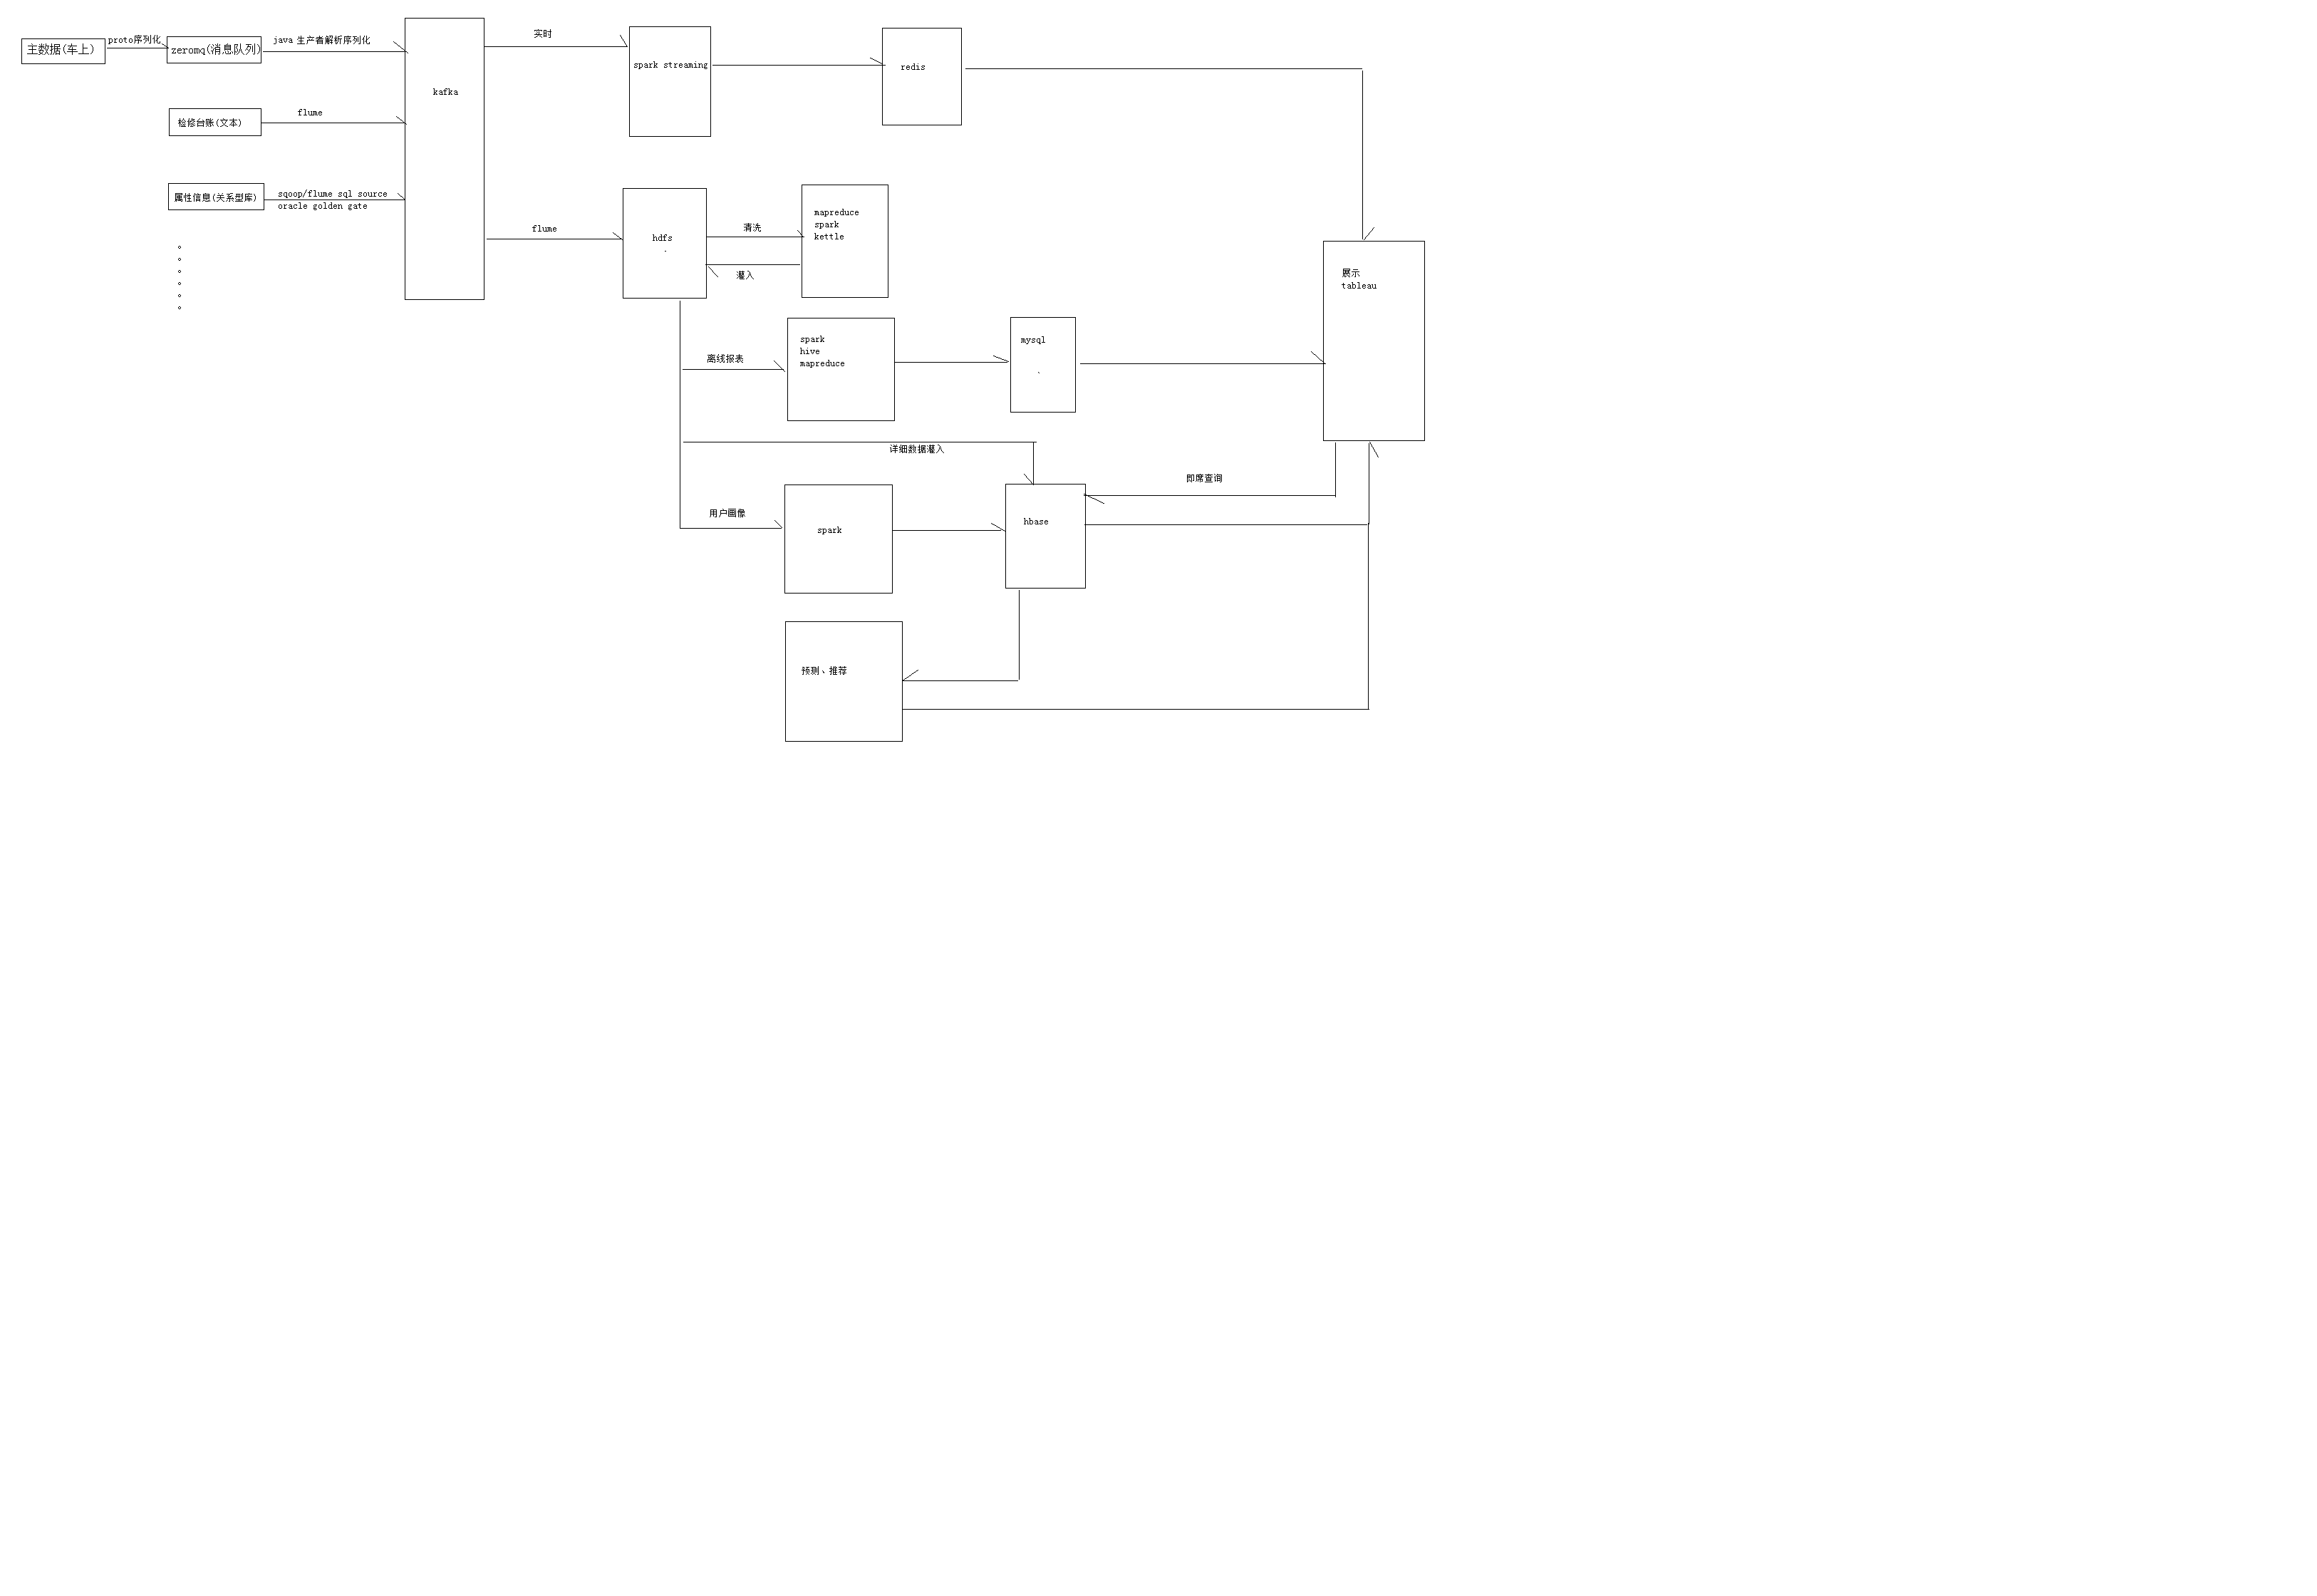 主数据(车上)
proto序列化
zeromq(消息队列)
java 生产者解析序列化
kafka
实时
spark streaming
redis
检修台账(文本)
flume
属性信息(关系型库)
sqoop/flume sql source
oracle golden gate
。
。
。
。
。
。
flume
hdfs
.
清洗
灌入
mapreduce
spark
kettle
展示
tableau
离线报表
spark
hive
mapreduce
mysql
、
详细数据灌入
即席查询
用户画像
spark
hbase
预测、推荐